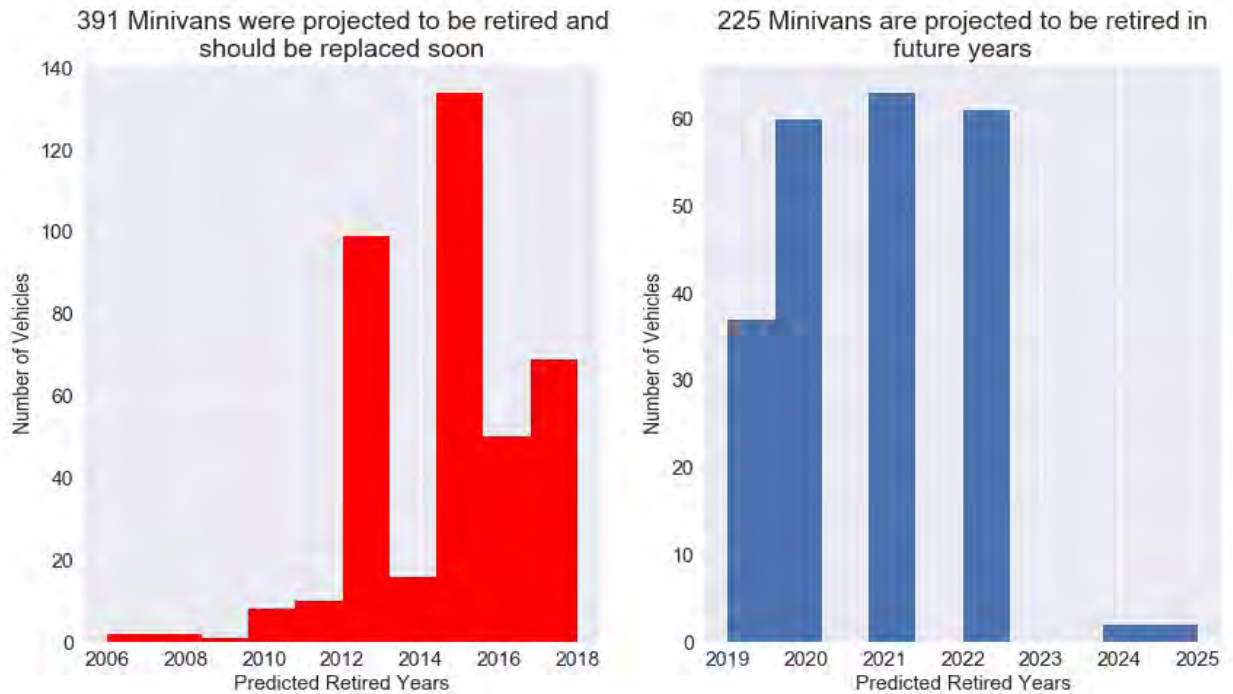 391 Minivans were projected to be retired and
should be replaced soon
140
120
100
80
60
40
20
0
Number of Vehicles
2006 2008 2010 2012 2014 2016 2018
Predicted Retired Years
225 Minivans are projected to be retired in
future years
60
50
40
30
20
10
0
Number of Vehicles
2019 2020 2021 2022 2023 2024 2025
Predicted Retired Years